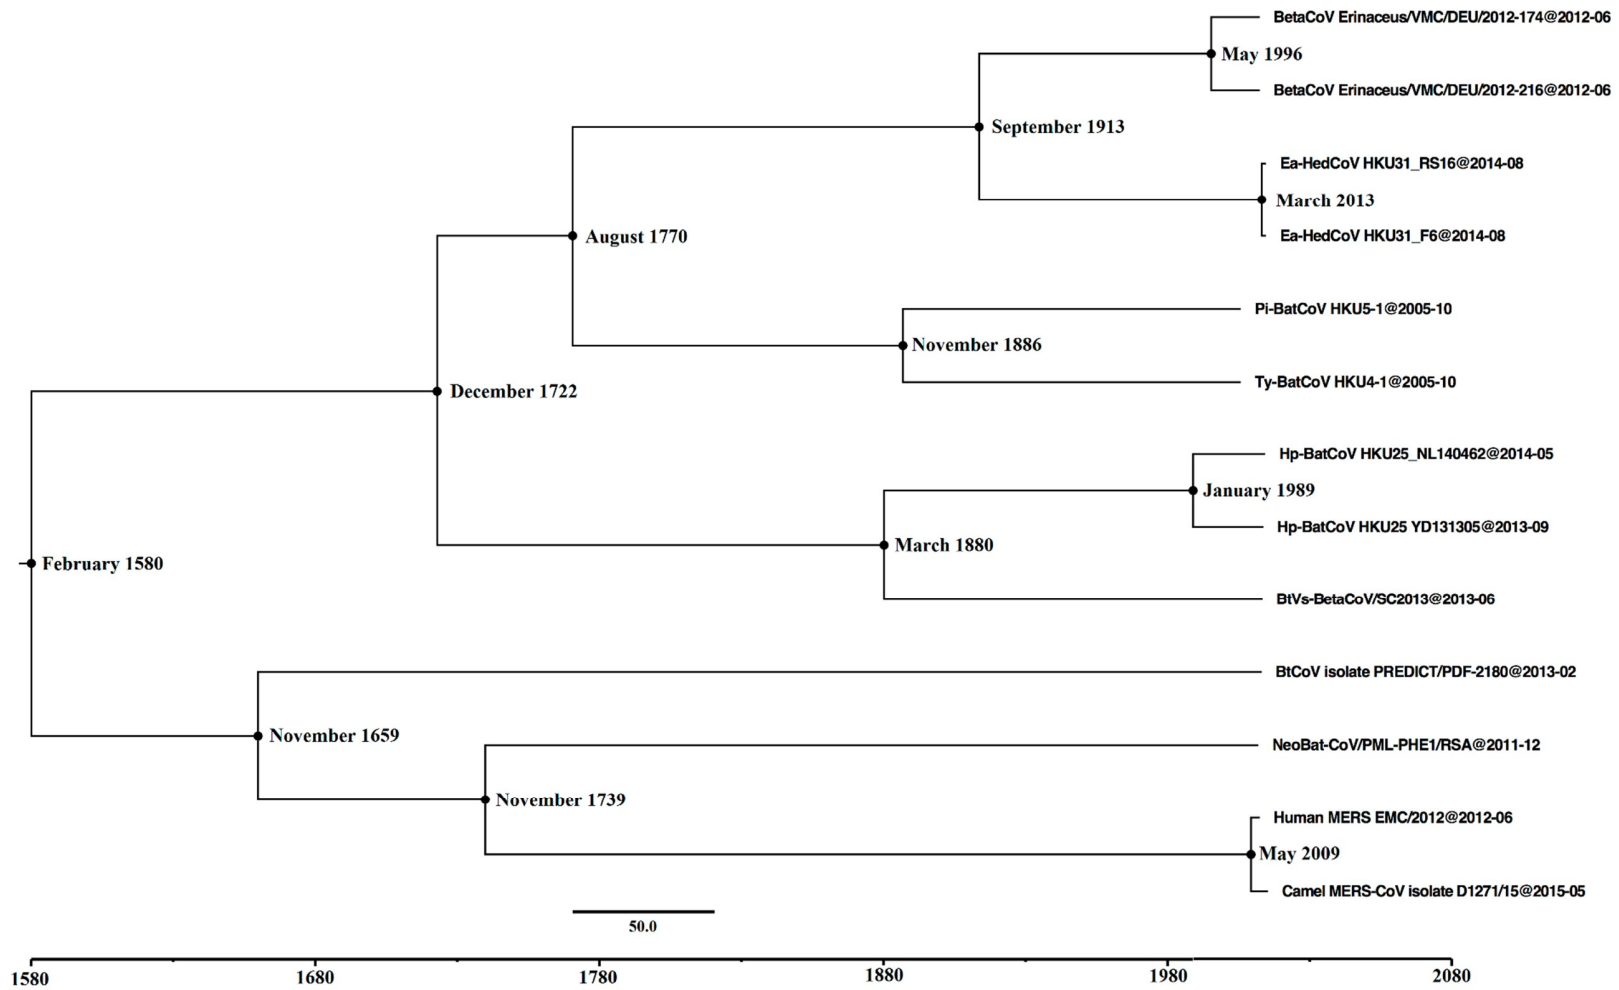 BetaCoV Erinaceus/VMC/DEU/2012-174@2012-06
May 1996
BetaCoV Erinaceus/VMC/DEU/2012-216@2012-06
September 1913
Ea-HedCoV HKU31_RS16@2014-08
March 2013
Ea-HedCoV HKU31_F6@2014-08
August 1770
Pi-BatCoV HKU5-1@2005-10
November 1886
Ty-BatCoV HKU4-1@2005-10
December 1722
Hp-BatCoV HKU25_NL140462@2014-05
January 1989
Hp-BatCoV HKU25 YD131305@2013-09
March 1880
February 1580
BtVs-BetaCoV/SC2013@2013-06
BtCoV isolate PREDICT/PDF-2180@2013-02
November 1659
NeoBat-CoV/PML-PHE1/RSA@2011-12
November 1739
Human MERS EMC/2012@2012-06
May 2009
Camel MERS-CoV isolate D1271/15@2015-05
50.0
1580 1680 1780 1880 1980 2080